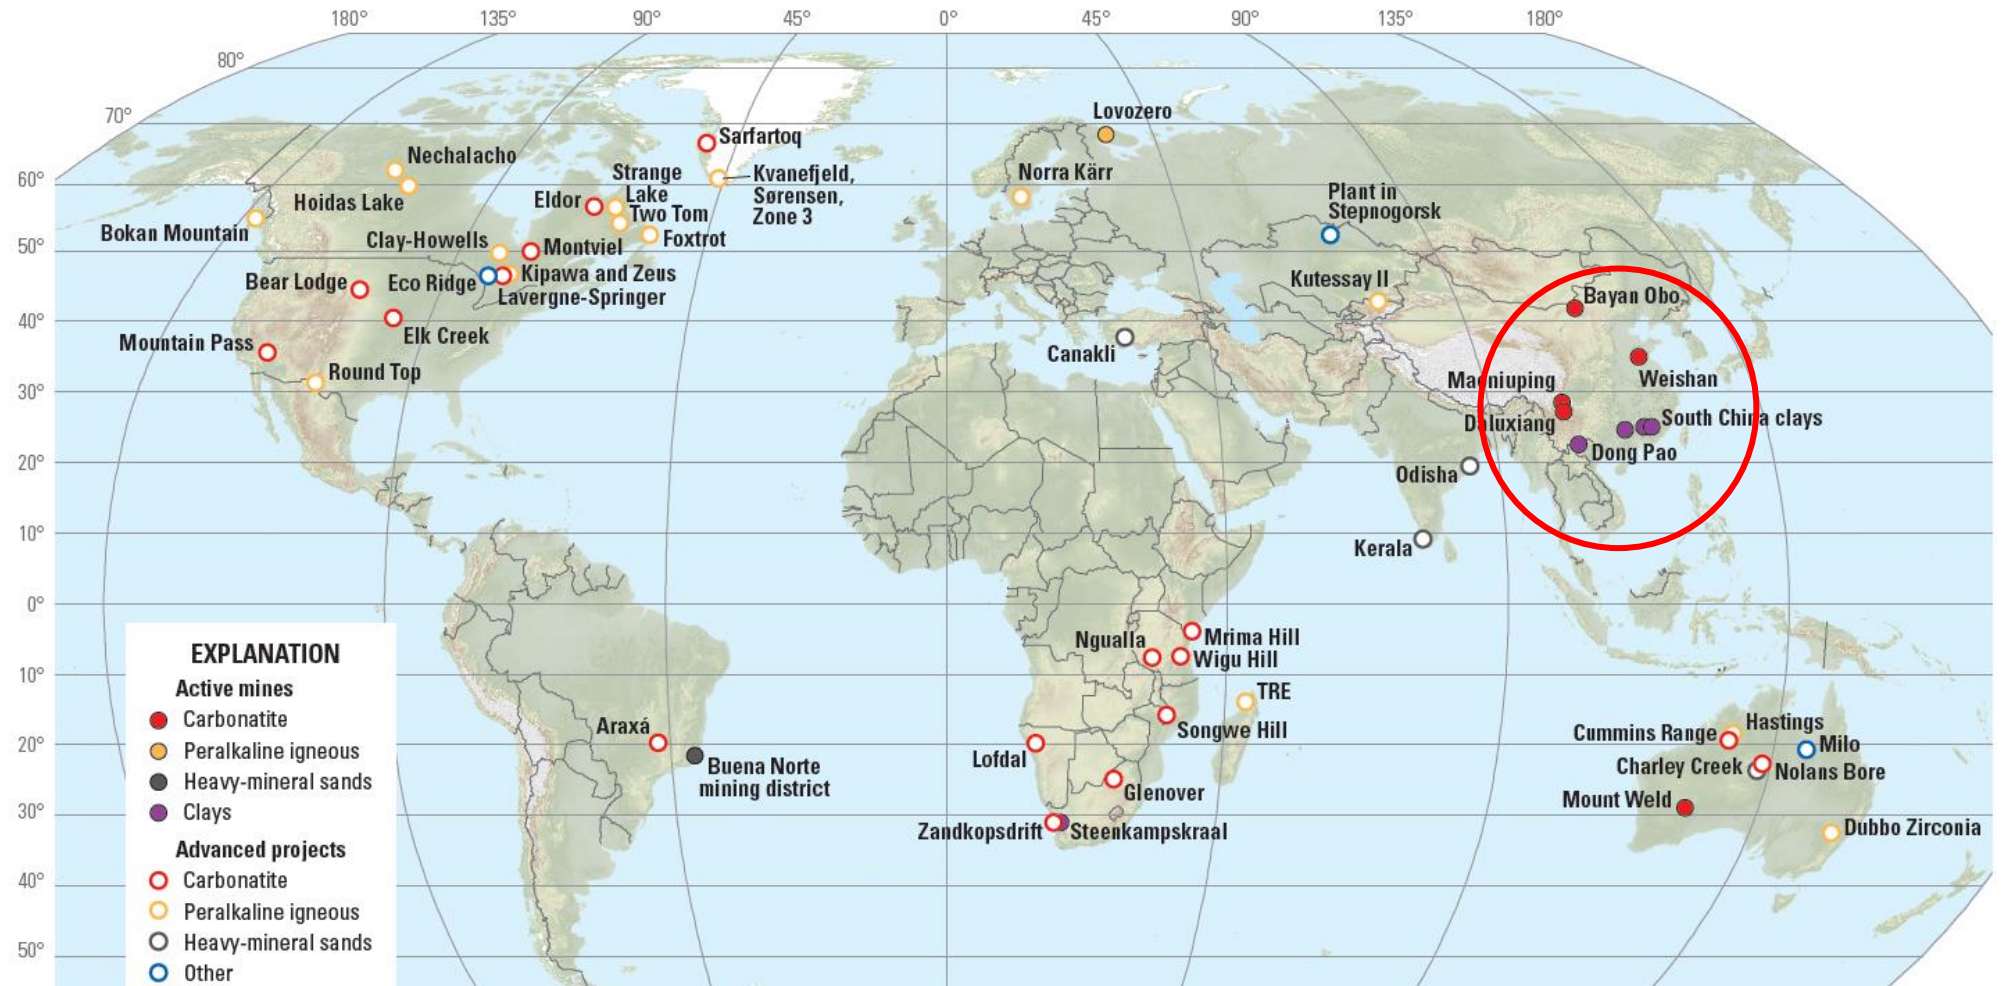 180° 135° 90° 45° 0° 45° 90° 135° 180°
80°
70°
60°
50°
40°
30°
20°
10°
0°
10°
20°
30°
40°
50°
Nechalacho
Hoidas Lake
Bokan Mountain
Sarfartoq
Strange
Lake
Eldor
Two Tom
Foxtrot
Kvanefjeld,
Sørensen,
Zone 3
Clay-Howells
Montviel
Bear Lodge
Eco Ridge
Kipawa and Zeus
Lavergne-Springer
Mountain Pass
Elk Creek
Round Top
Lovozero
Norra Kärr
Plant in
Stepnogorsk
Kutessay II
Canakli
Bayan Obo
Weishan
Maoniuping
Daluxiang
South China clays
Dong Pao
Odisha
Kerala
Ngualla
Mrima Hill
Wigu Hill
TRE
Songwe Hill
Araxá
Buena Norte
mining district
Lofdal
Glenover
Zandkopsdrift
Steenkampskraal
Cummins Range
Hastings
Milo
Charley Creek
Nolans Bore
Mount Weld
Dubbo Zirconia
EXPLANATION
Active mines
Carbonatite
Peralkaline igneous
Heavy-mineral sands
Clays
Advanced projects
Carbonatite
Peralkaline igneous
Heavy-mineral sands
Other